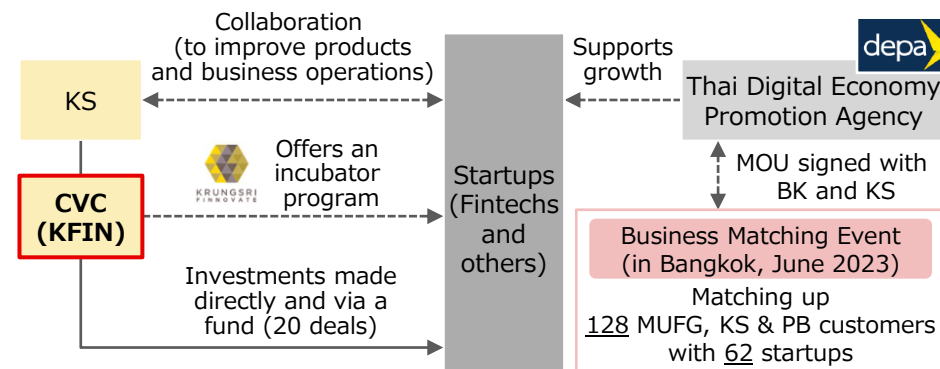 Collaboration
(to improve products
and business operations)
KS
Supports
growth
depa
Thai Digital Economy
Promotion Agency
KRUNGSRI
FINNOVATE
Offers an
incubator
program
CVC
(KFIN)
Startups
(Fintechs
and
others)
MOU signed with
BK and KS
Business Matching Event
(in Bangkok, June 2023)
Investments made
directly and via a
fund (20 deals)
Matching up
128 MUFG, KS & PB customers
with 62 startups